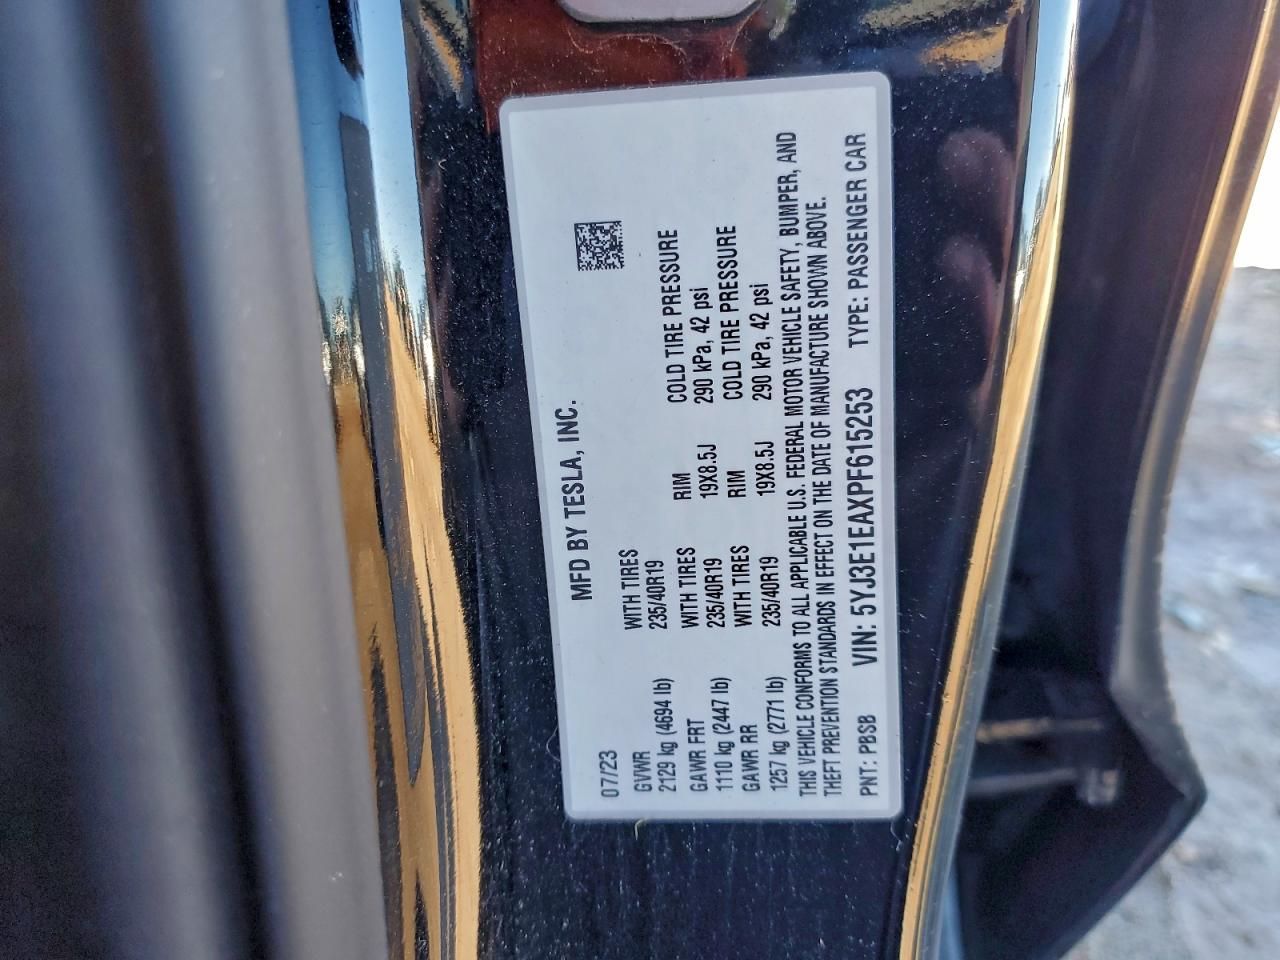 MFD BY TESLA, INC.
07/23
GVWR WITH TIRES
2129 kg (4694 lb) 235/40R19 RIM COLD TIRE PRESSURE
GAWR FRT WITH TIRES 19X8.5J 290 kPa, 42 psi
1110 kg (2447 lb) 235/40R19 RIM COLD TIRE PRESSURE
GAWR RR WITH TIRES 19X8.5J 290 kPa, 42 psi
1257 kg (2771 lb) 235/40R19
THIS VEHICLE CONFORMS TO ALL APPLICABLE U.S. FEDERAL MOTOR VEHICLE SAFETY, BUMPER, AND
THEFT PREVENTION STANDARDS IN EFFECT ON THE DATE OF MANUFACTURE SHOWN ABOVE.
PNT: PBSB VIN: 5YJ3E1EAXPF615253 TYPE: PASSENGER CAR